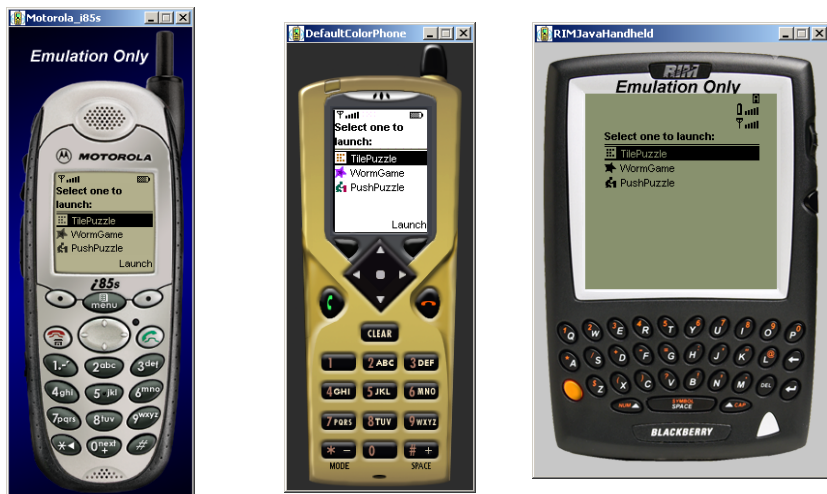 Motorola_i85s
Emulation Only
MOTOROLA
Select one to
launch:
TilePuzzle
WormGame
PushPuzzle
Launch
i85s
menu
1.-' 2abc 3def
4ghi 5 jkl 6mno
7pqrs 8tuv 9wxyz
* 0next + #
DefaultColorPhone
Select one to
launch:
TilePuzzle
WormGame
PushPuzzle
Launch
CLEAR
1 2 ABC 3 DEF
4 GHI 5 JKL 6 MNO
7 PQRS 8 TUV 9 WXYZ
* - 0 # +
MODE SPACE
RIMJavaHandheld
RIM
Emulation Only
Select one to launch:
TilePuzzle
WormGame
PushPuzzle
Q W E R T Y U I O P
A S D F G H J K L
Z X C V B N M DEL
NUM SYMBOL SPACE CAP
BLACKBERRY